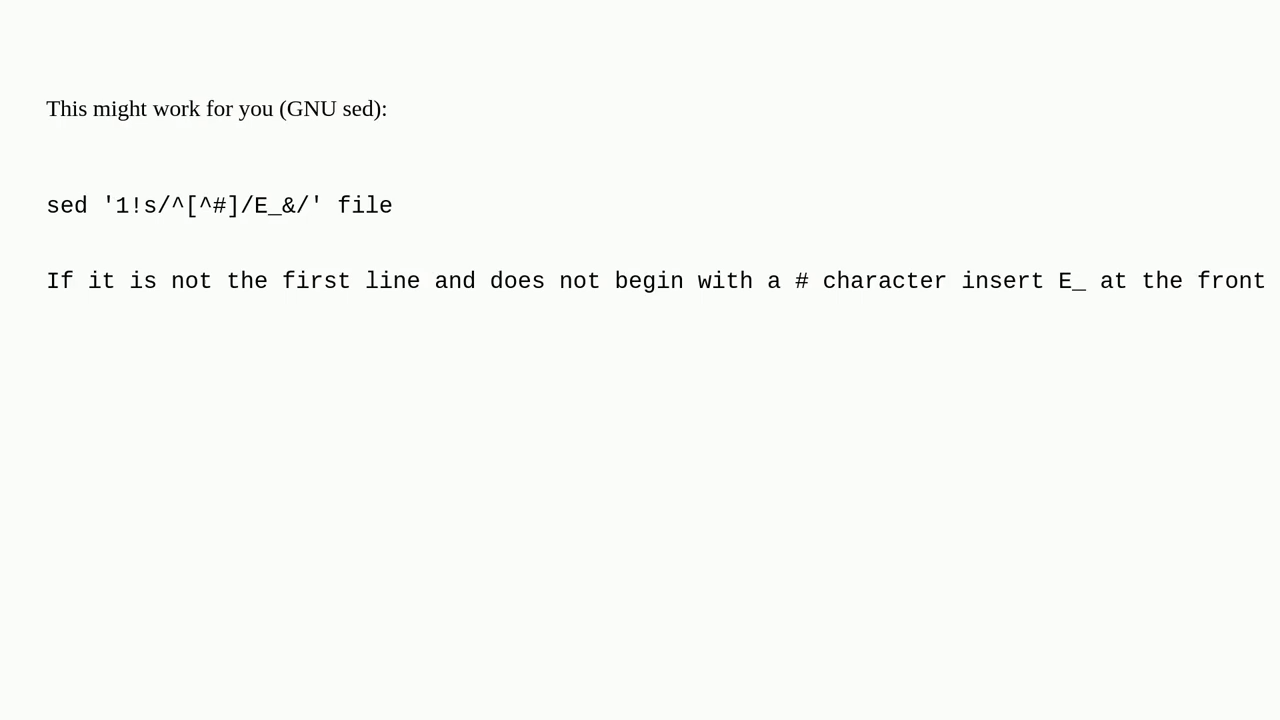 This might work for you (GNU sed):
sed '1!s/^[^#]/E_&/' file
If it is not the first line and does not begin with a # character insert E_ at the front